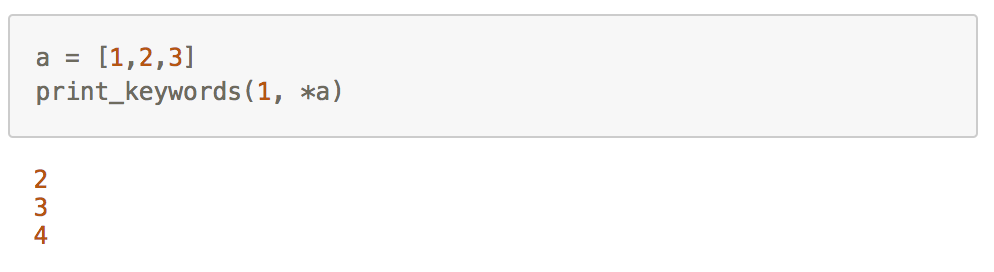 a = [1,2,3]
print_keywords(1, *a)
2
3
4